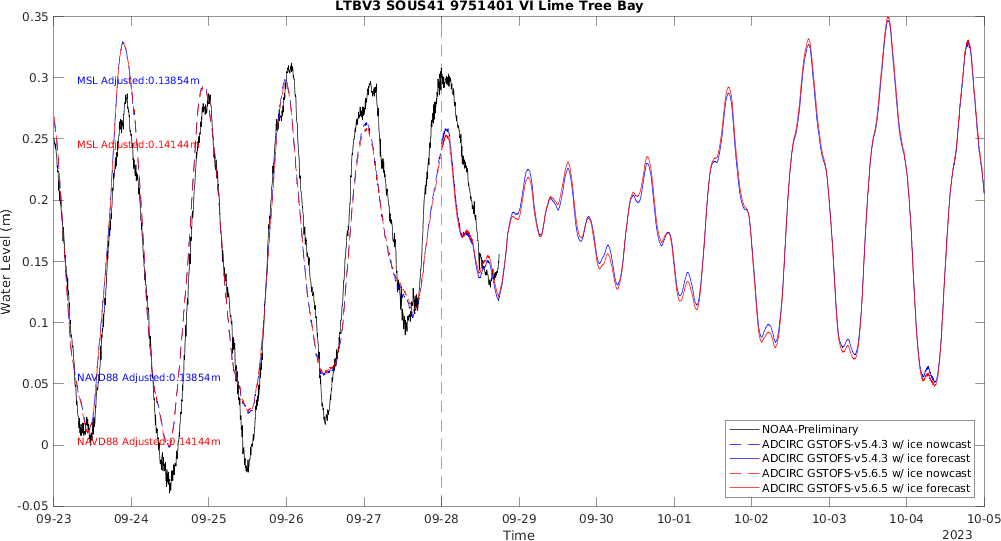 LTBV3 SOUS41 9751401 VI Lime Tree Bay
Water Level (m)
0.35
0.3
0.25
0.2
0.15
0.1
0.05
0
-0.05
MSL Adjusted:0.13854m
MSL Adjusted:0.14144m
NAVD88 Adjusted:0.13854m
NAVD88 Adjusted:0.14144m
NOAA-Preliminary
ADCIRC GSTOFS-v5.4.3 w/ ice nowcast
ADCIRC GSTOFS-v5.4.3 w/ ice forecast
ADCIRC GSTOFS-v5.6.5 w/ ice nowcast
ADCIRC GSTOFS-v5.6.5 w/ ice forecast
09-23 09-24 09-25 09-26 09-27 09-28 09-29 09-30 10-01 10-02 10-03 10-04 10-05
Time
2023